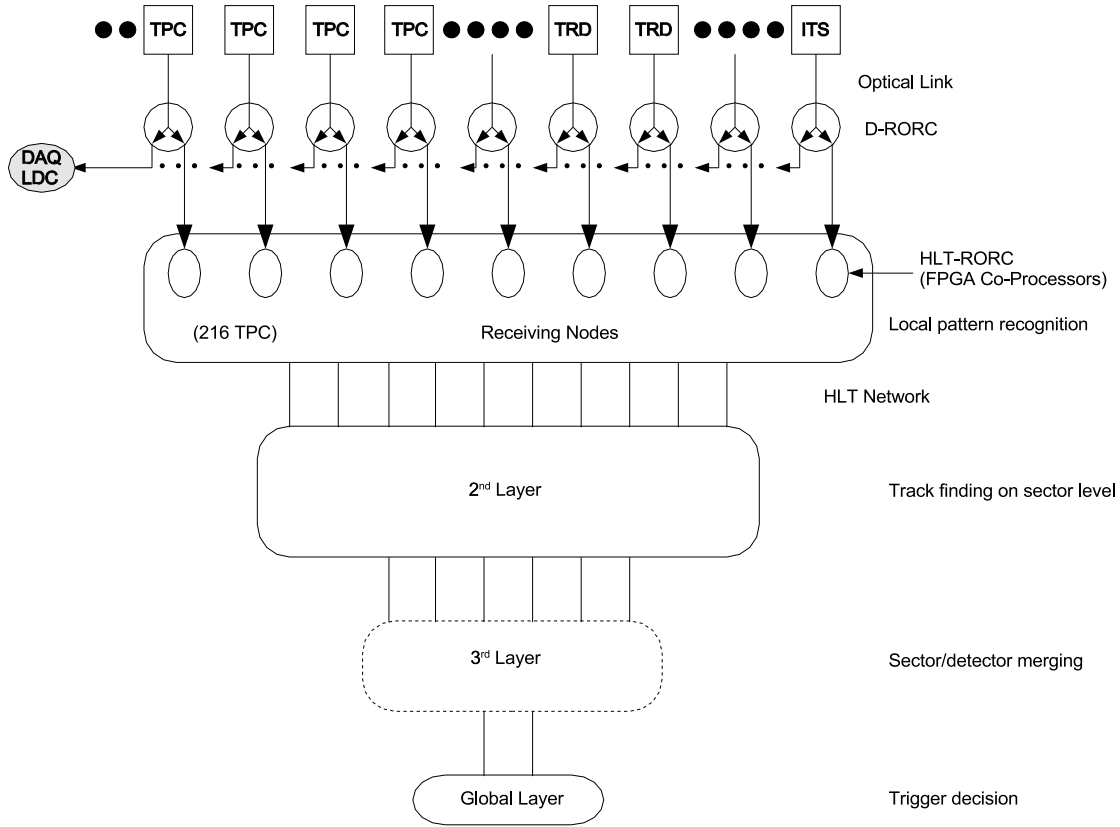 TPC TPC TPC TPC TRD TRD ITS
Optical Link
D-RORC
DAQ
LDC
HLT-RORC
(FPGA Co-Processors)
(216 TPC) Receiving Nodes
Local pattern recognition
HLT Network
2nd Layer
Track finding on sector level
3rd Layer
Sector/detector merging
Global Layer
Trigger decision